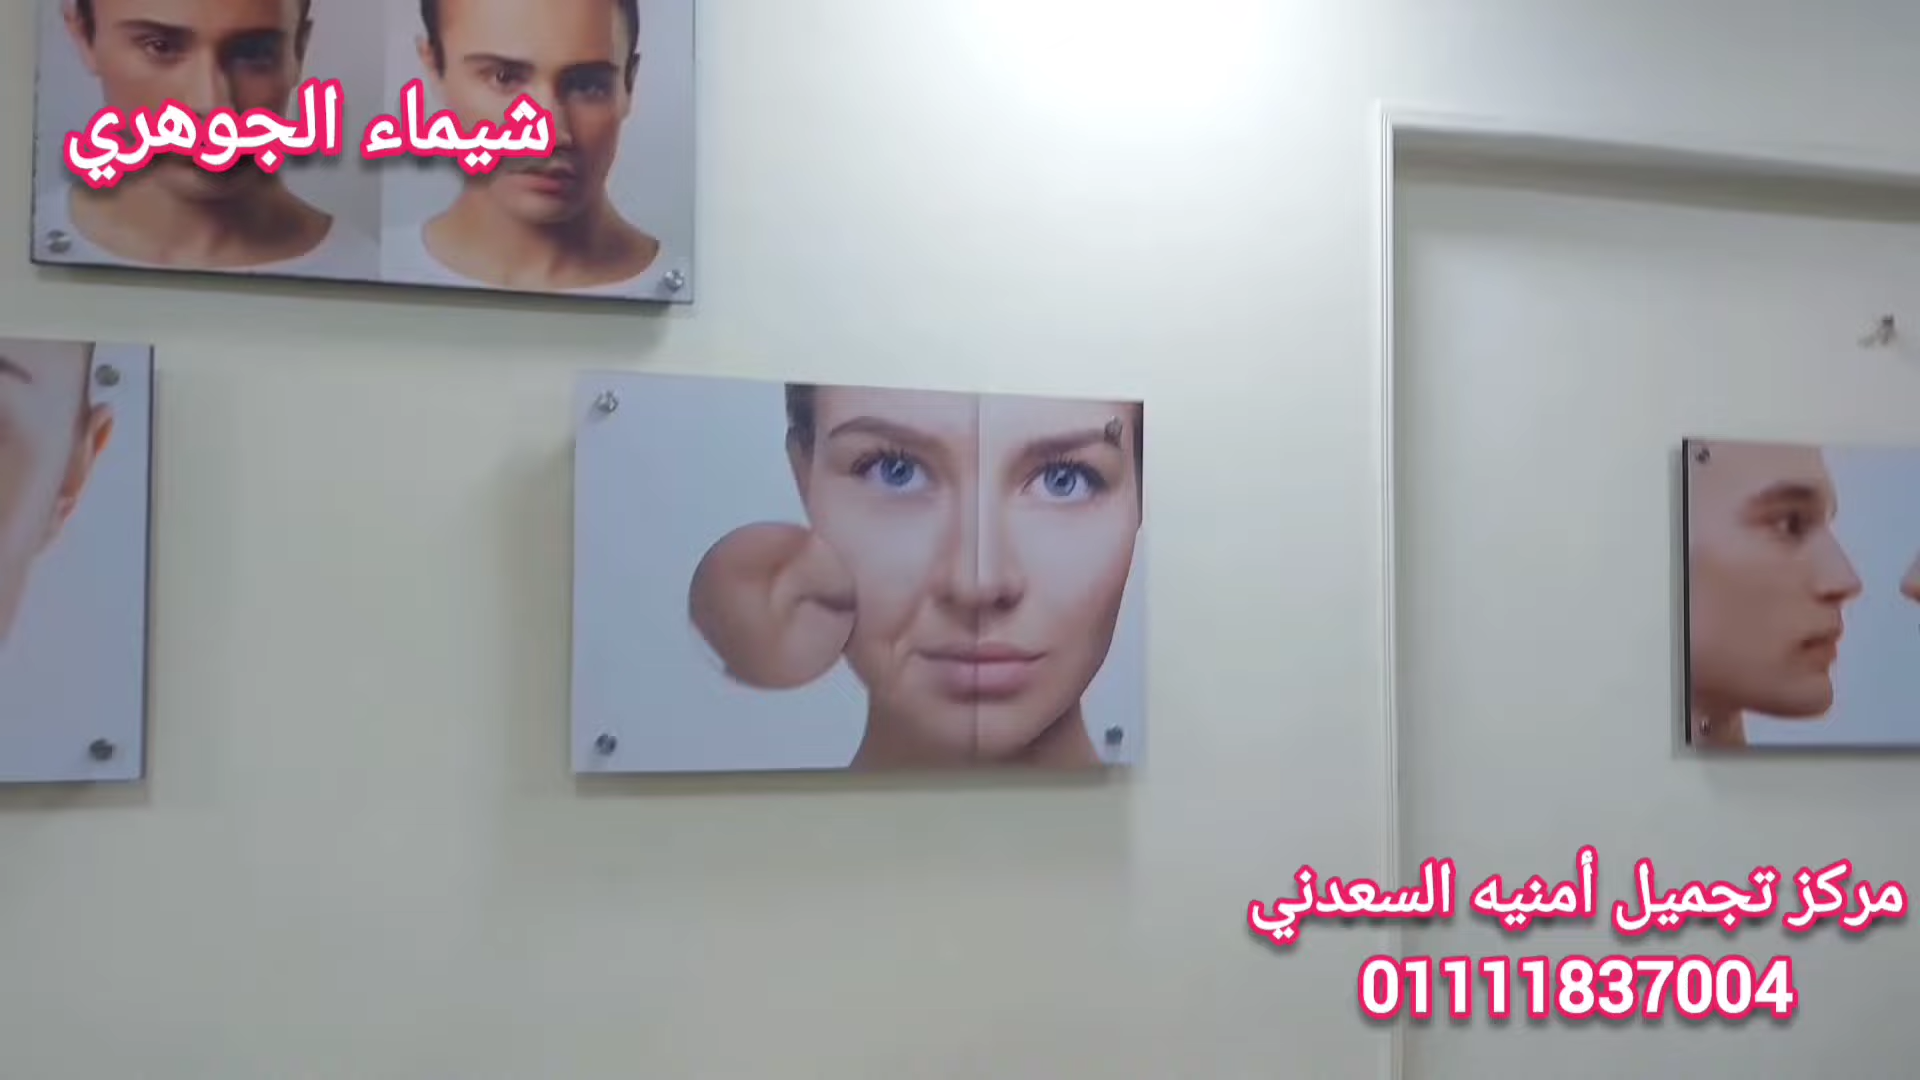 شيماء الجوهري
مركز تجميل أمنيه السعدني
01111837004